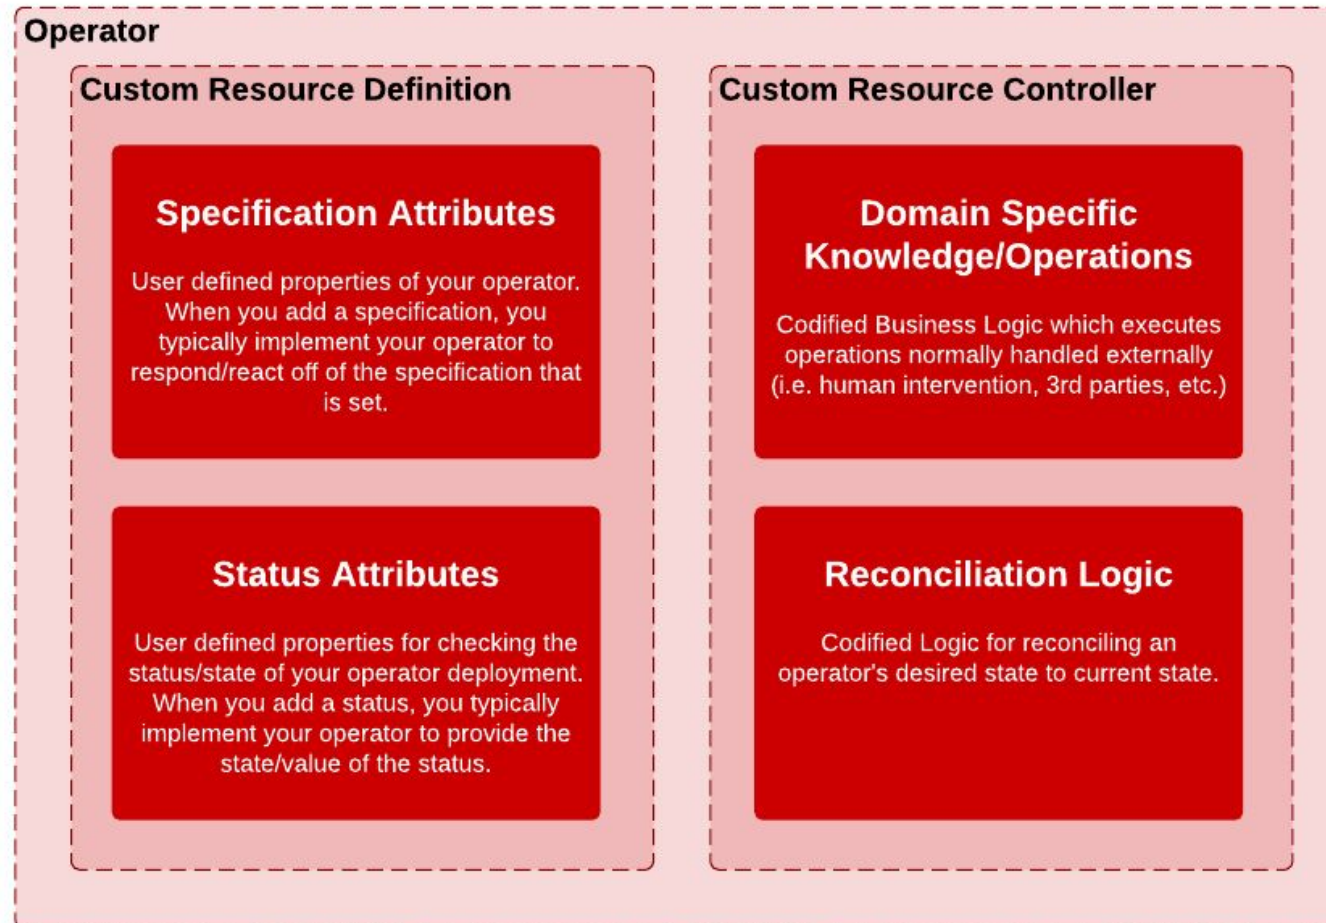 Operator
Custom Resource Definition
Specification Attributes
User defined properties of your operator.
When you add a specification, you
typically implement your operator to
respond/react off of the specification that
is set.
Status Attributes
User defined properties for checking the
status/state of your operator deployment.
When you add a status, you typically
implement your operator to provide the
state/value of the status.
Custom Resource Controller
Domain Specific
Knowledge/Operations
Codified Business Logic which executes
operations normally handled externally
(i.e. human intervention, 3rd parties, etc.)
Reconciliation Logic
Codified Logic for reconciling an
operator's desired state to current state.